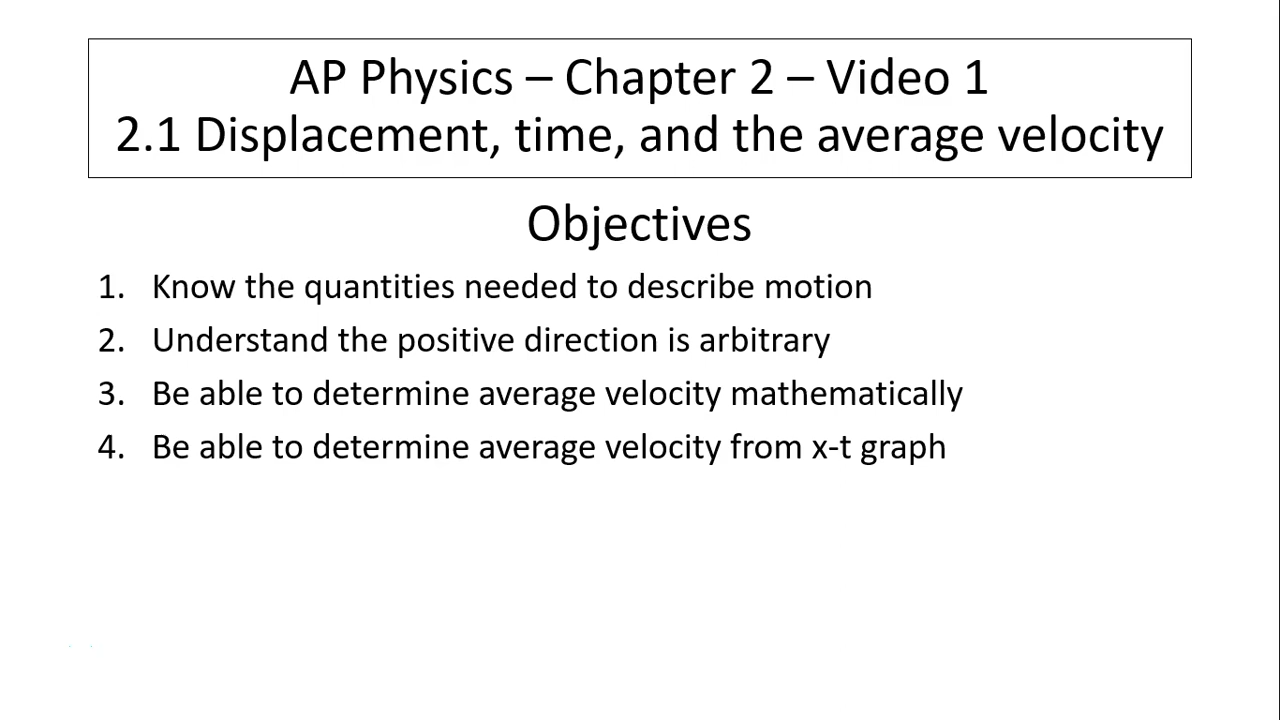 AP Physics – Chapter 2 – Video 1
2.1 Displacement, time, and the average velocity
Objectives
1. Know the quantities needed to describe motion
2. Understand the positive direction is arbitrary
3. Be able to determine average velocity mathematically
4. Be able to determine average velocity from x-t graph